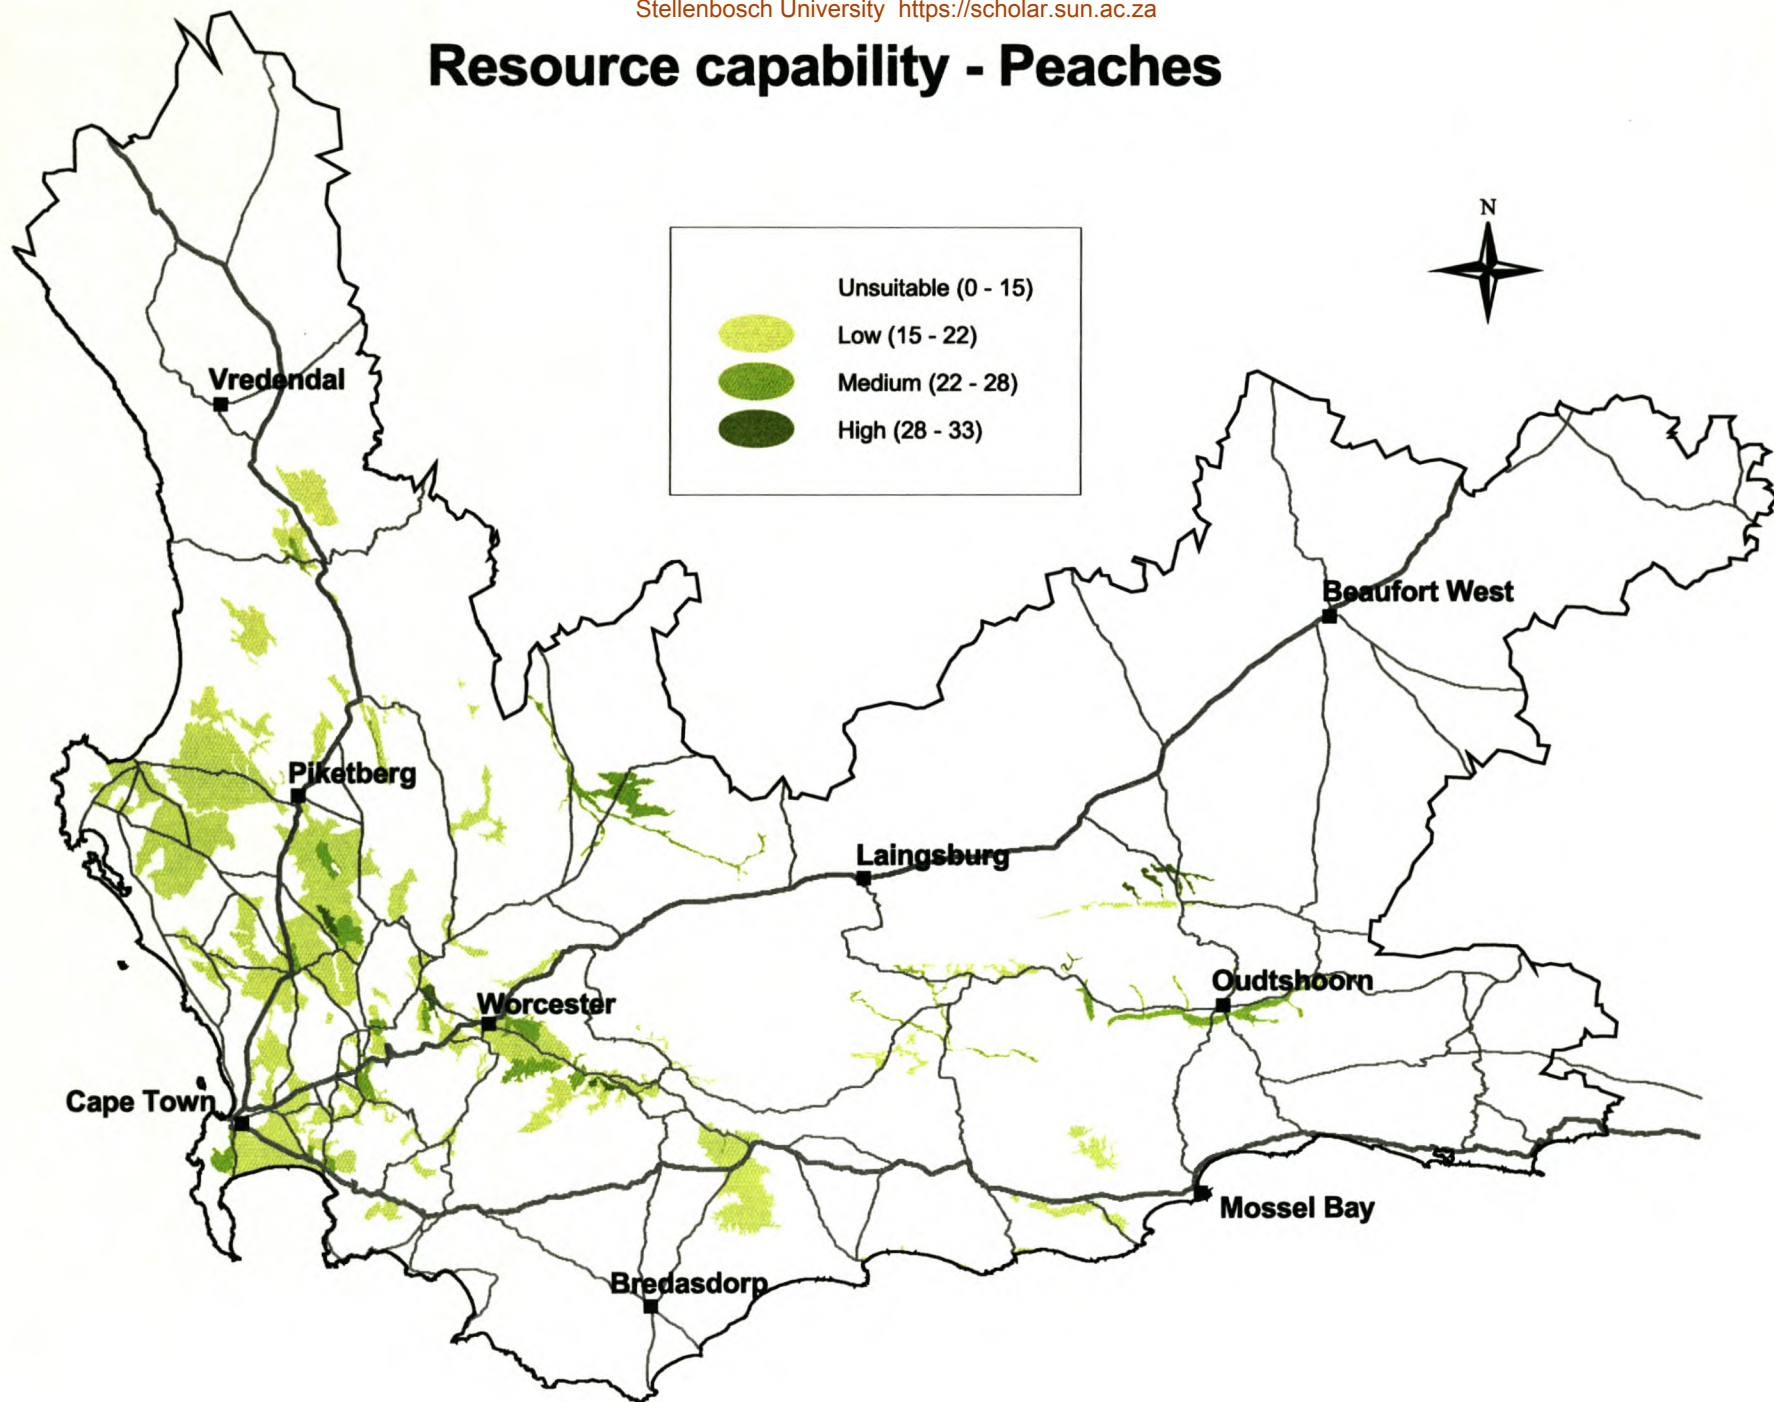 Stellenbosch University https://scholar.sun.ac.za
Resource capability - Peaches
N
Unsuitable (0 - 15)
Low (15 - 22)
Medium (22 - 28)
High (28 - 33)
Vredendal
Beaufort West
Piketberg
Laingsburg
Oudtshoorn
Worcester
Cape Town
Mossel Bay
Bredasdorp